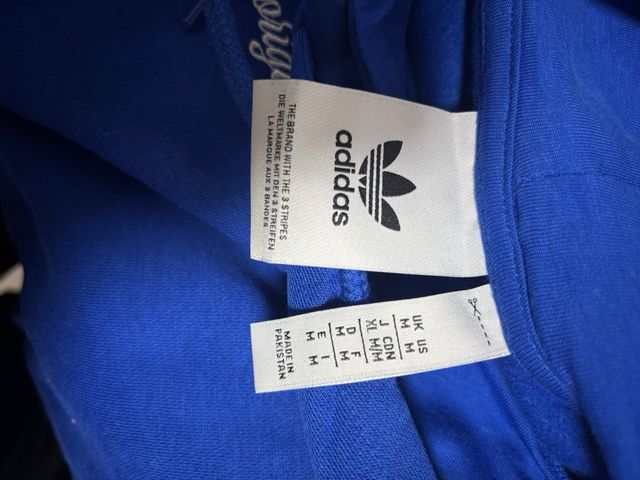 adidas
THE BRAND WITH THE 3 STRIPES
DIE WELTMARKE MIT DEN 3 STREIFEN
LA MARQUE AUX 3 BANDES
UK US
M M
J CDN
XL M/M
D F
M M
E I
M M
MADE IN
PAKISTAN